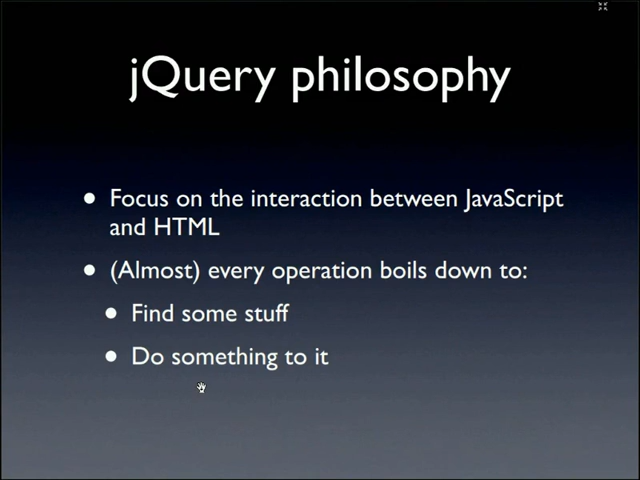 jQuery philosophy
• Focus on the interaction between JavaScript
and HTML
• (Almost) every operation boils down to:
• Find some stuff
• Do something to it